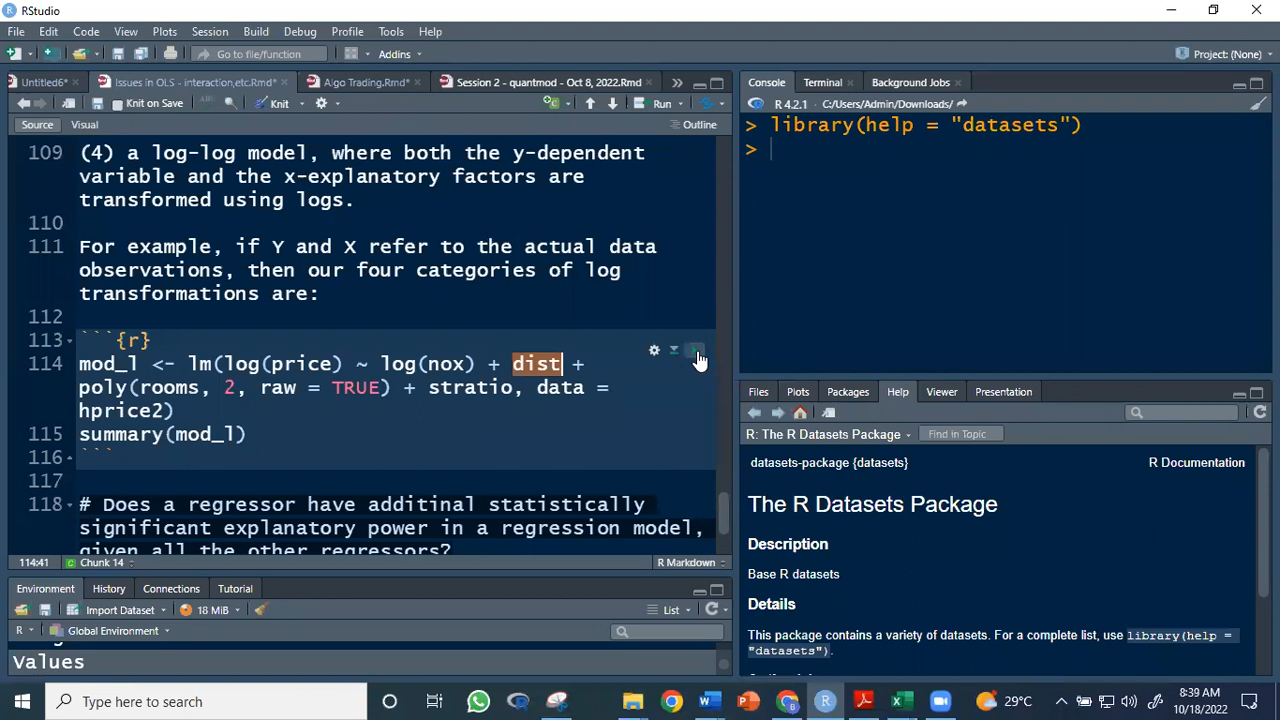 RStudio
File Edit Code View Plots Session Build Debug Profile Tools Help
Go to file/function Addins Project: (None)
Untitled6* Issues in OLS - interaction,etc.Rmd* Algo Trading.Rmd* Session 2 - quantmod - Oct 8, 2022.Rmd
Knit on Save Knit Run
Source Visual Outline
109 (4) a log-log model, where both the y-dependent
variable and the x-explanatory factors are
transformed using logs.
110
111 For example, if Y and X refer to the actual data
observations, then our four categories of log
transformations are:
112
113 ```{r}
114 mod_l <- lm(log(price) ~ log(nox) + dist +
poly(rooms, 2, raw = TRUE) + stratio, data =
hprice2)
115 summary(mod_l)
116 ```
117
118 # Does a regressor have additinal statistically
significant explanatory power in a regression model,
given all the other regressors?
114:41 Chunk 14 R Markdown
Environment History Connections Tutorial
Import Dataset 18 MiB List
R Global Environment
Values
Console Terminal Background Jobs
R 4.2.1 · C:/Users/Admin/Downloads/
> library(help = "datasets")
>
Files Plots Packages Help Viewer Presentation
R: The R Datasets Package Find in Topic
datasets-package {datasets} R Documentation
The R Datasets Package
Description
Base R datasets
Details
This package contains a variety of datasets. For a complete list, use library(help =
"datasets").
Type here to search
29°C
8:39 AM
10/18/2022